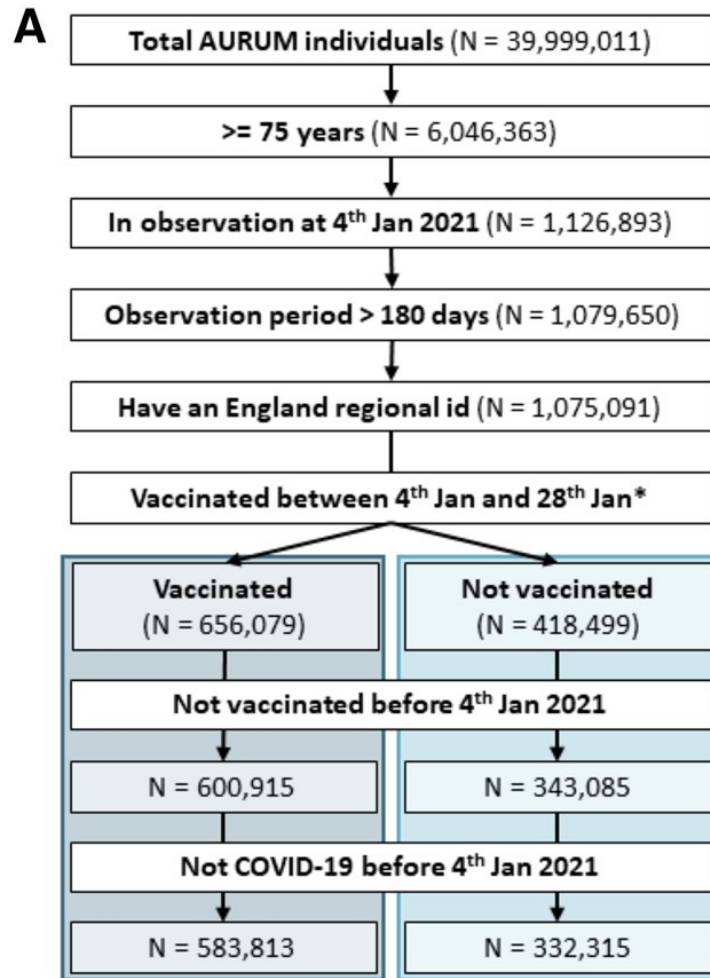 A
Total AURUM individuals (N = 39,999,011)
>= 75 years (N = 6,046,363)
In observation at 4th Jan 2021 (N = 1,126,893)
Observation period > 180 days (N = 1,079,650)
Have an England regional id (N = 1,075,091)
Vaccinated between 4th Jan and 28th Jan*
Vaccinated
(N = 656,079)
Not vaccinated
(N = 418,499)
Not vaccinated before 4th Jan 2021
N = 600,915
N = 343,085
Not COVID-19 before 4th Jan 2021
N = 583,813
N = 332,315